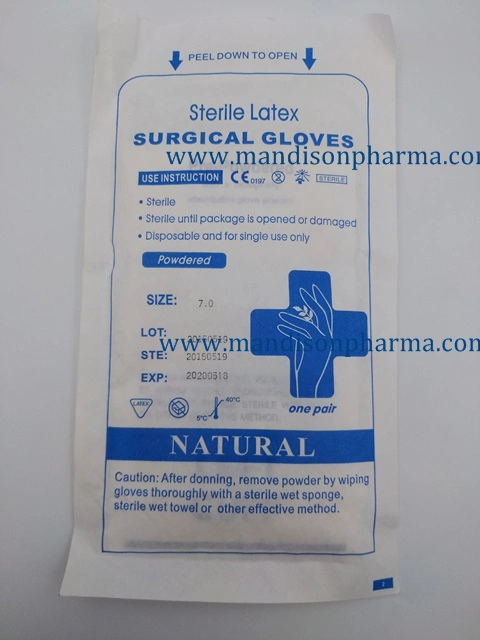 PEEL DOWN TO OPEN
Sterile Latex
SURGICAL GLOVES
www.mandisonpharma.com
USE INSTRUCTION CE 0197 2 STERILE
• Sterile
• Sterile until package is opened or damaged
• Disposable and for single use only
Powdered
SIZE: 7.0
LOT: 20150519
www.mandisonpharma.com
STE: 20150519
EXP: 20200518
LATEX 5°C 40°C
one pair
NATURAL
Caution: After donning, remove powder by wiping
gloves thoroughly with a sterile wet sponge,
sterile wet towel or other effective method.
2